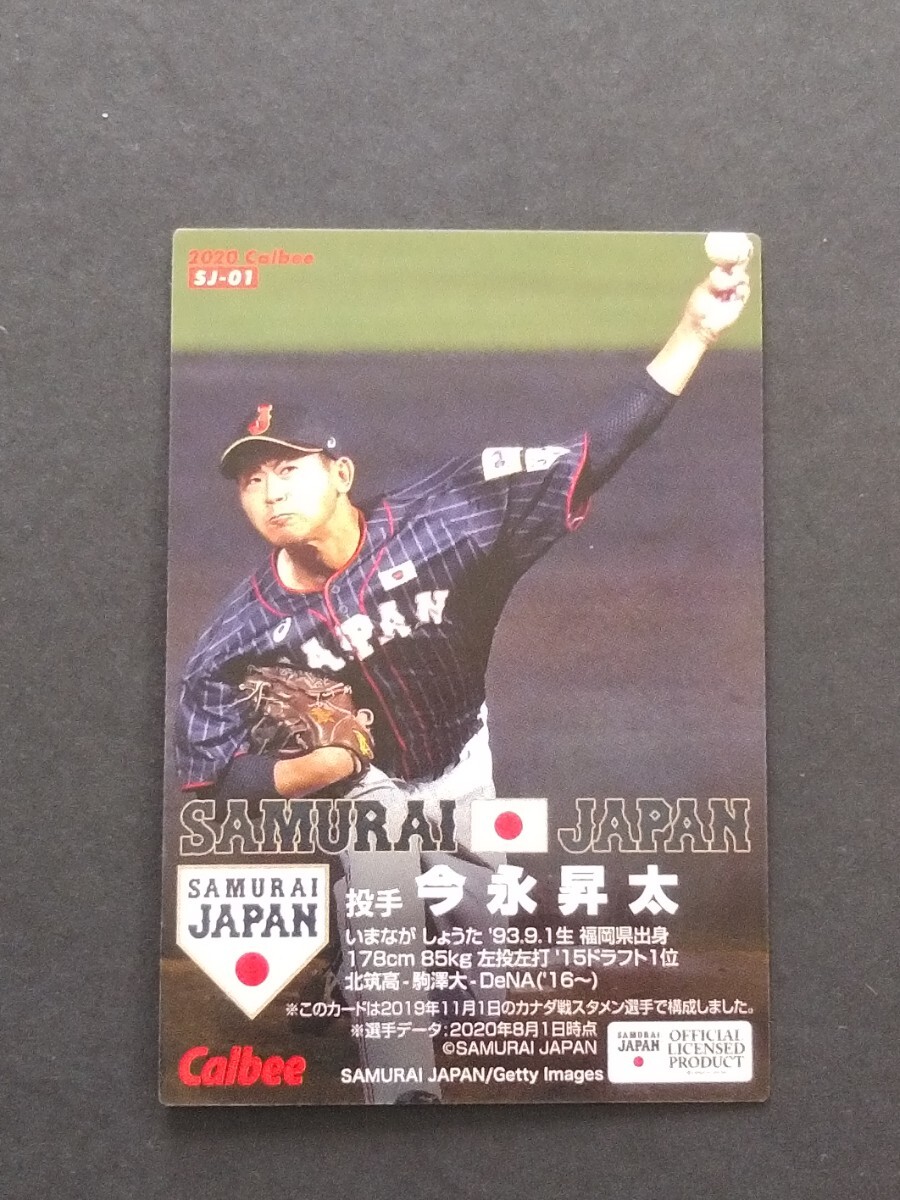 2020 Calbee
SJ-01
J
JAPAN
SAMURAI JAPAN
SAMURAI
JAPAN
投手 今永昇太
いまなが しょうた '93.9.1生 福岡県出身
178cm 85kg 左投左打 '15ドラフト1位
北筑高-駒澤大-DeNA('16〜)
※このカードは2019年11月1日のカナダ戦スタメン選手で構成しました。
※選手データ:2020年8月1日時点
©SAMURAI JAPAN
SAMURAI JAPAN/Getty Images
Calbee
SAMURAI
JAPAN
OFFICIAL
LICENSED
PRODUCT